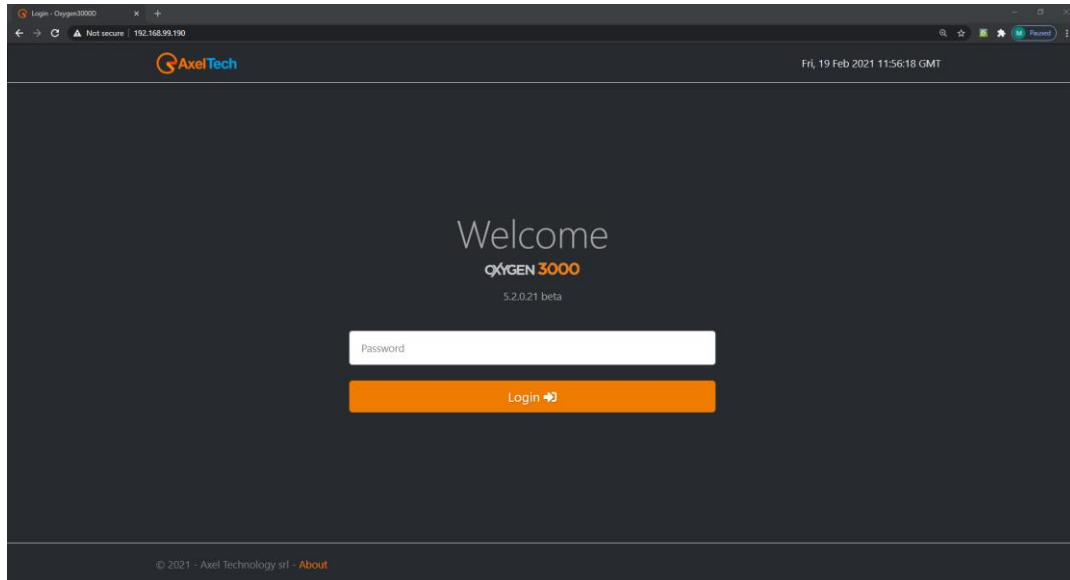 Login - Oxygen3000D
Not secure | 192.168.99.190
Paused
AxelTech
Fri, 19 Feb 2021 11:56:18 GMT
Welcome
OXYGEN 3000
5.2.0.21 beta
Password
Login
© 2021 - Axel Technology srl - About